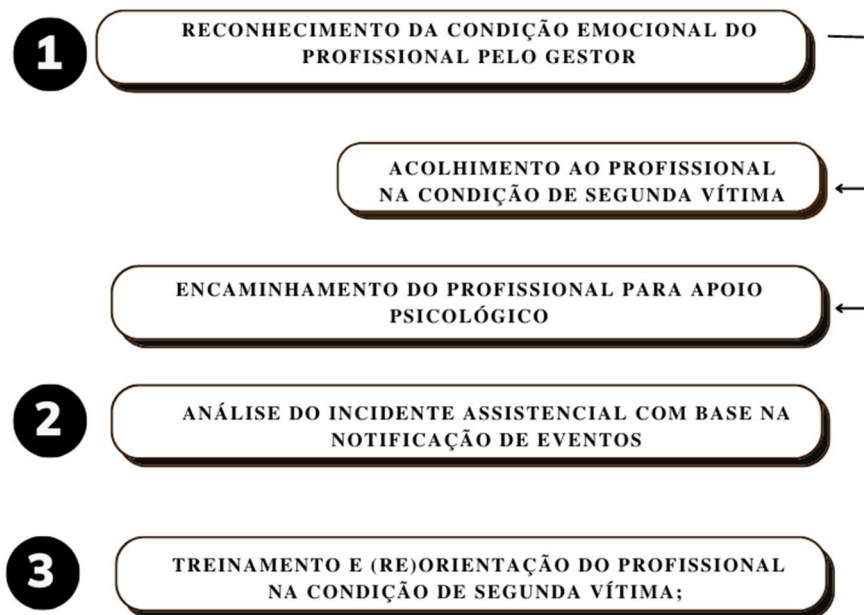 1
RECONHECIMENTO DA CONDIÇÃO EMOCIONAL DO
PROFISSIONAL PELO GESTOR
ACOLHIMENTO AO PROFISSIONAL
NA CONDIÇÃO DE SEGUNDA VÍTIMA
ENCAMINHAMENTO DO PROFISSIONAL PARA APOIO
PSICOLÓGICO
2
ANÁLISE DO INCIDENTE ASSISTENCIAL COM BASE NA
NOTIFICAÇÃO DE EVENTOS
3
TREINAMENTO E (RE)ORIENTAÇÃO DO PROFISSIONAL
NA CONDIÇÃO DE SEGUNDA VÍTIMA;